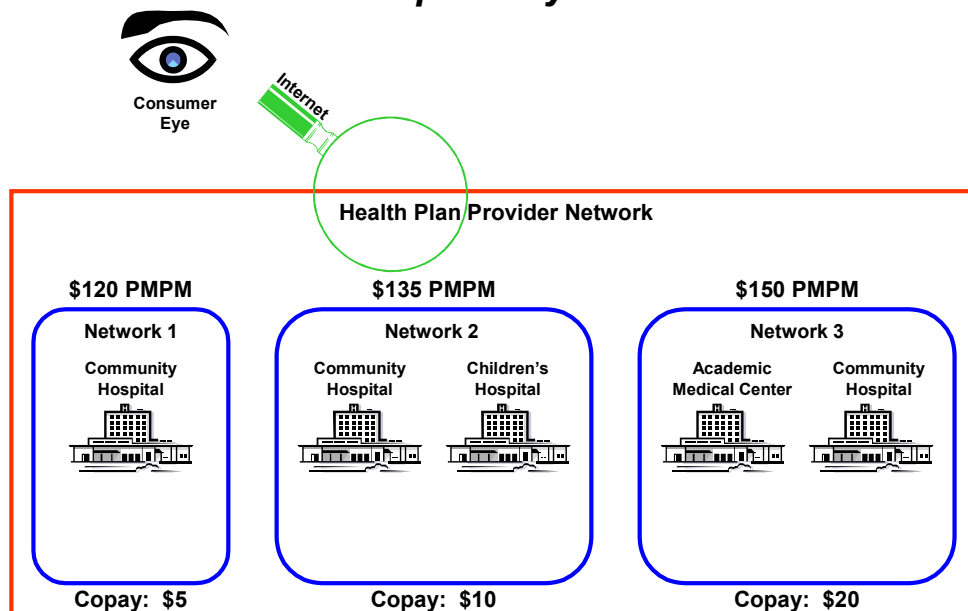 Consumer
Eye
Internet
Health Plan Provider Network
$120 PMPM
$135 PMPM
$150 PMPM
Network 1
Network 2
Network 3
Community
Hospital
Community
Hospital
Children's
Hospital
Academic
Medical Center
Community
Hospital
Copay: $5
Copay: $10
Copay: $20